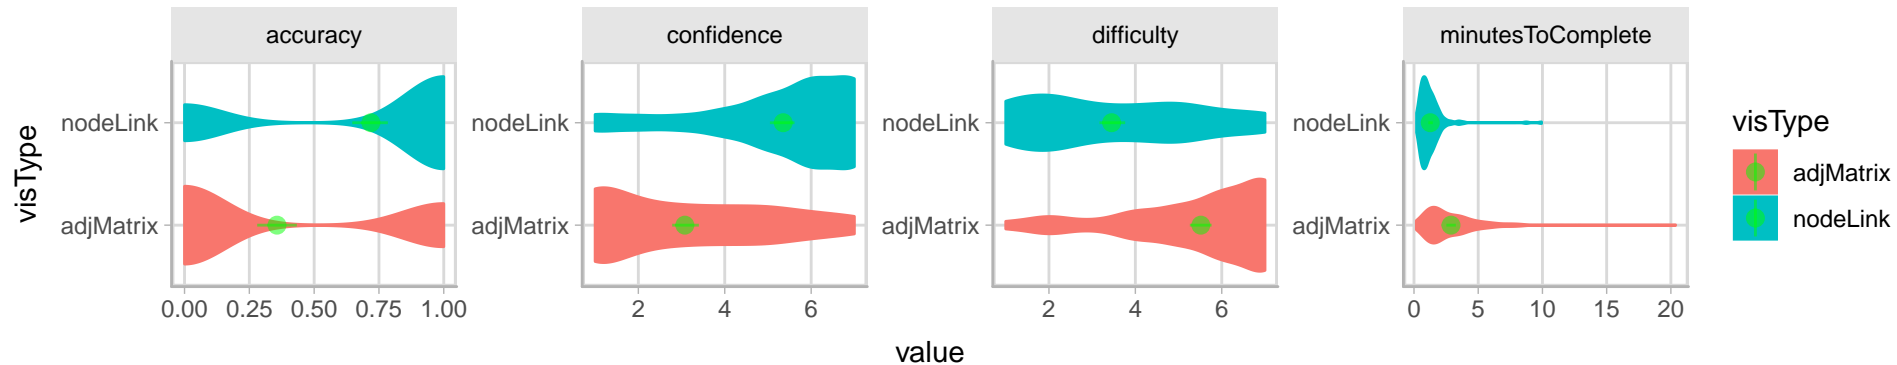 accuracy
confidence
difficulty
minutesToComplete
visType
nodeLink
adjMatrix
0.00 0.25 0.50 0.75 1.00
nodeLink
adjMatrix
2 4 6
nodeLink
adjMatrix
2 4 6
nodeLink
adjMatrix
0 5 10 15 20
value
visType
adjMatrix
nodeLink